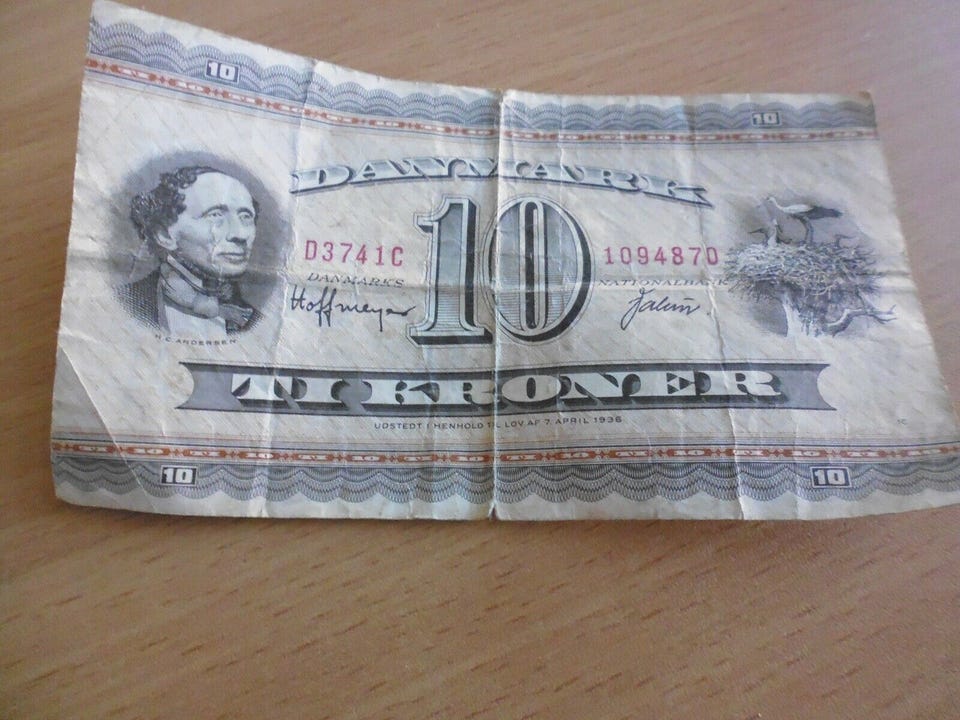 10
10
DANMARK
10
D3741C
1094870
DANMARKS
NATIONALBANK
Hoffmeyer
H.C. ANDERSEN
TI KRONER
UDSTEDT I HENHOLD TIL LOV AF 7. APRIL 1936
1C
10
10